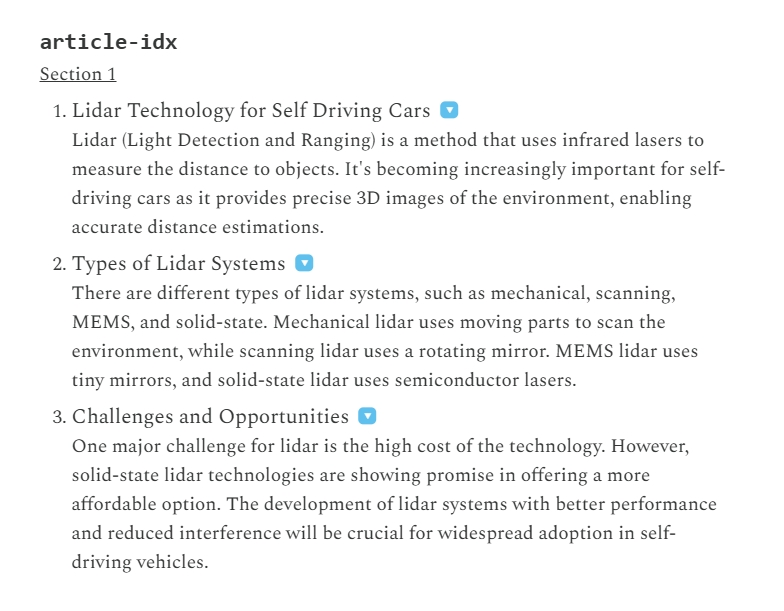 article-idx
Section 1
1. Lidar Technology for Self Driving Cars
Lidar (Light Detection and Ranging) is a method that uses infrared lasers to
measure the distance to objects. It's becoming increasingly important for self-
driving cars as it provides precise 3D images of the environment, enabling
accurate distance estimations.
2. Types of Lidar Systems
There are different types of lidar systems, such as mechanical, scanning,
MEMS, and solid-state. Mechanical lidar uses moving parts to scan the
environment, while scanning lidar uses a rotating mirror. MEMS lidar uses
tiny mirrors, and solid-state lidar uses semiconductor lasers.
3. Challenges and Opportunities
One major challenge for lidar is the high cost of the technology. However,
solid-state lidar technologies are showing promise in offering a more
affordable option. The development of lidar systems with better performance
and reduced interference will be crucial for widespread adoption in self-
driving vehicles.